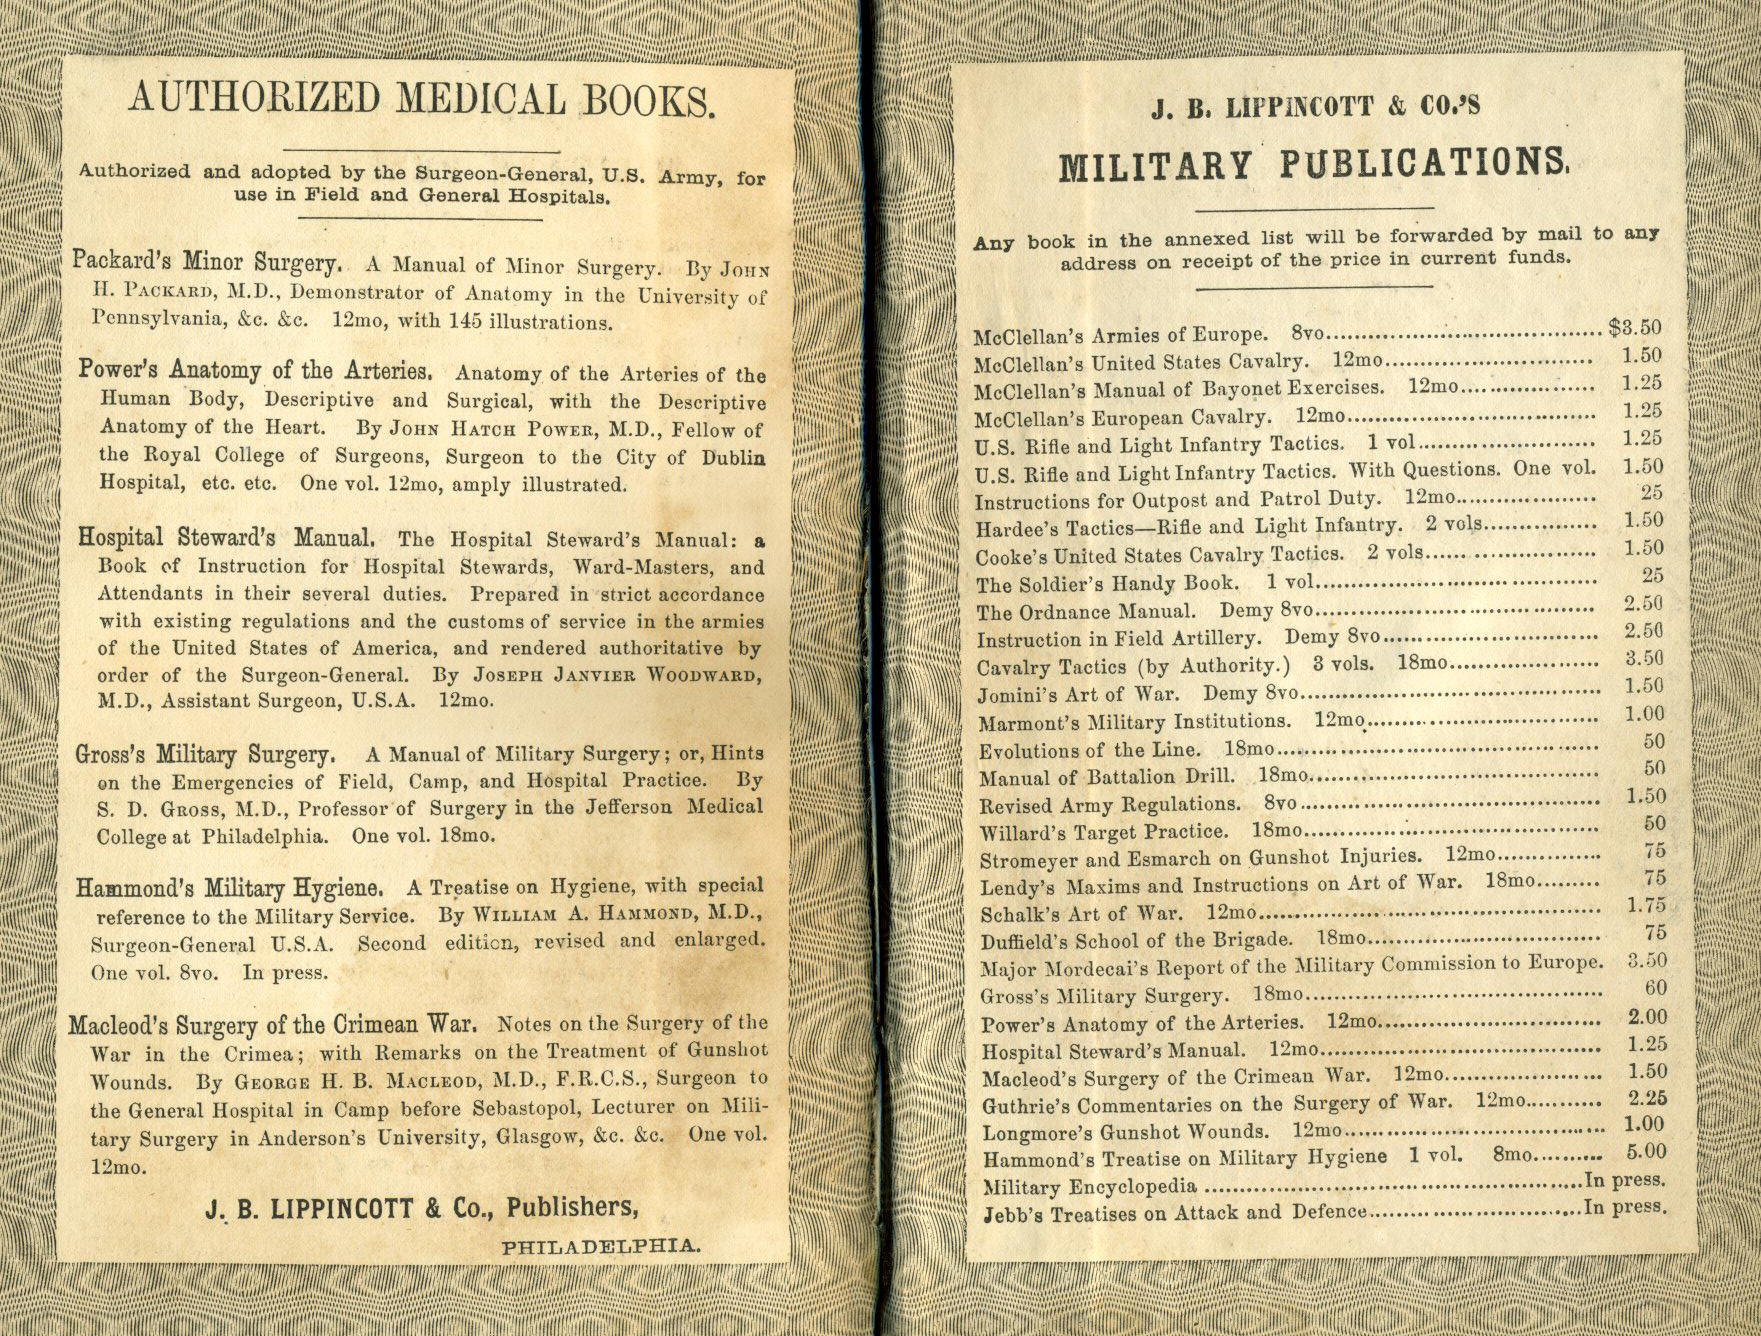 AUTHORIZED MEDICAL BOOKS.
Authorized and adopted by the Surgeon-General, U.S. Army, for
use in Field and General Hospitals.
Packard's Minor Surgery. A Manual of Minor Surgery. By JOHN
H. PACKARD, M.D., Demonstrator of Anatomy in the University of
Pennsylvania, &c. &c. 12mo, with 145 illustrations.
Power's Anatomy of the Arteries. Anatomy of the Arteries of the
Human Body, Descriptive and Surgical, with the Descriptive
Anatomy of the Heart. By JOHN HATCH POWER, M.D., Fellow of
the Royal College of Surgeons, Surgeon to the City of Dublin
Hospital, etc. etc. One vol. 12mo, amply illustrated.
Hospital Steward's Manual. The Hospital Steward's Manual: a
Book of Instruction for Hospital Stewards, Ward-Masters, and
Attendants in their several duties. Prepared in strict accordance
with existing regulations and the customs of service in the armies
of the United States of America, and rendered authoritative by
order of the Surgeon-General. By JOSEPH JANVIER WOODWARD,
M.D., Assistant Surgeon, U.S.A. 12mo.
Gross's Military Surgery. A Manual of Military Surgery; or, Hints
on the Emergencies of Field, Camp, and Hospital Practice. By
S. D. GROSS, M.D., Professor of Surgery in the Jefferson Medical
College at Philadelphia. One vol. 18mo.
Hammond's Military Hygiene. A Treatise on Hygiene, with special
reference to the Military Service. By WILLIAM A. HAMMOND, M.D.,
Surgeon-General U.S.A. Second edition, revised and enlarged.
One vol. 8vo. In press.
Macleod's Surgery of the Crimean War. Notes on the Surgery of the
War in the Crimea; with Remarks on the Treatment of Gunshot
Wounds. By GEORGE H. B. MACLEOD, M.D., F.R.C.S., Surgeon to
the General Hospital in Camp before Sebastopol, Lecturer on Mili-
tary Surgery in Anderson's University, Glasgow, &c. &c. One vol.
12mo.
J. B. LIPPINCOTT & Co., Publishers,
PHILADELPHIA.
J. B. LIPPINCOTT & CO.'S
MILITARY PUBLICATIONS.
Any book in the annexed list will be forwarded by mail to any
address on receipt of the price in current funds.
McClellan's Armies of Europe. 8vo........ $3.50
McClellan's United States Cavalry. 12mo........ 1.50
McClellan's Manual of Bayonet Exercises. 12mo........ 1.25
McClellan's European Cavalry. 12mo........ 1.25
U.S. Rifle and Light Infantry Tactics. 1 vol........ 1.25
U.S. Rifle and Light Infantry Tactics. With Questions. One vol. 1.50
Instructions for Outpost and Patrol Duty. 12mo........ 25
Hardee's Tactics—Rifle and Light Infantry. 2 vols........ 1.50
Cooke's United States Cavalry Tactics. 2 vols........ 1.50
The Soldier's Handy Book. 1 vol........ 25
The Ordnance Manual. Demy 8vo........ 2.50
Instruction in Field Artillery. Demy 8vo........ 2.50
Cavalry Tactics (by Authority.) 3 vols. 18mo........ 3.50
Jomini's Art of War. Demy 8vo........ 1.50
Marmont's Military Institutions. 12mo........ 1.00
Evolutions of the Line. 18mo........ 50
Manual of Battalion Drill. 18mo........ 50
Revised Army Regulations. 8vo........ 1.50
Willard's Target Practice. 18mo........ 50
Stromeyer and Esmarch on Gunshot Injuries. 12mo........ 75
Lendy's Maxims and Instructions on Art of War. 18mo........ 75
Schalk's Art of War. 12mo........ 1.75
Duffield's School of the Brigade. 18mo........ 75
Major Mordecai's Report of the Military Commission to Europe. 3.50
Gross's Military Surgery. 18mo........ 60
Power's Anatomy of the Arteries. 12mo........ 2.00
Hospital Steward's Manual. 12mo........ 1.25
Macleod's Surgery of the Crimean War. 12mo........ 1.50
Guthrie's Commentaries on the Surgery of War. 12mo........ 2.25
Longmore's Gunshot Wounds. 12mo........ 1.00
Hammond's Treatise on Military Hygiene 1 vol. 8mo........ 5.00
Military Encyclopedia ........In press.
Jebb's Treatises on Attack and Defence........In press.